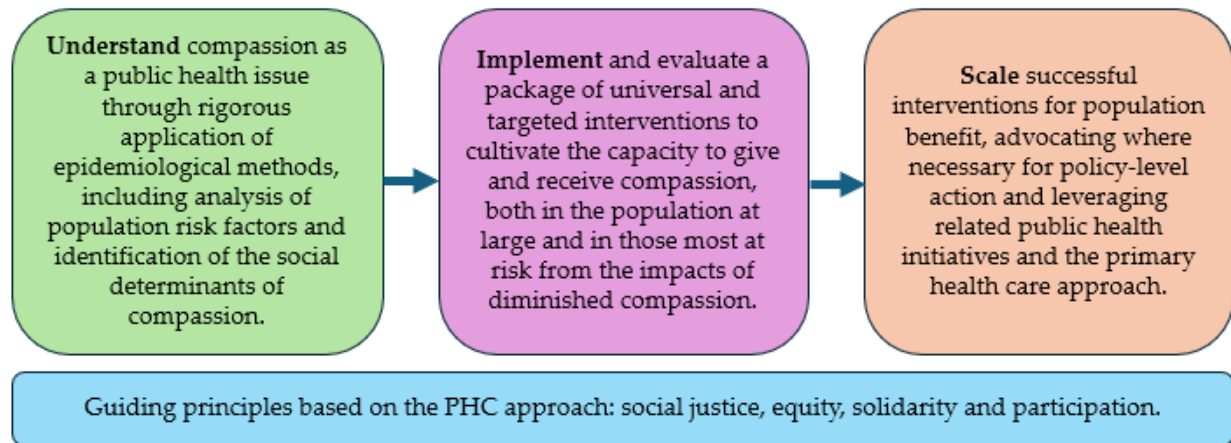 Understand compassion as
a public health issue
through rigorous
application of
epidemiological methods,
including analysis of
population risk factors and
identification of the social
determinants of
compassion.
Implement and evaluate a
package of universal and
targeted interventions to
cultivate the capacity to give
and receive compassion,
both in the population at
large and in those most at
risk from the impacts of
diminished compassion.
Scale successful
interventions for population
benefit, advocating where
necessary for policy-level
action and leveraging
related public health
initiatives and the primary
health care approach.
Guiding principles based on the PHC approach: social justice, equity, solidarity and participation.